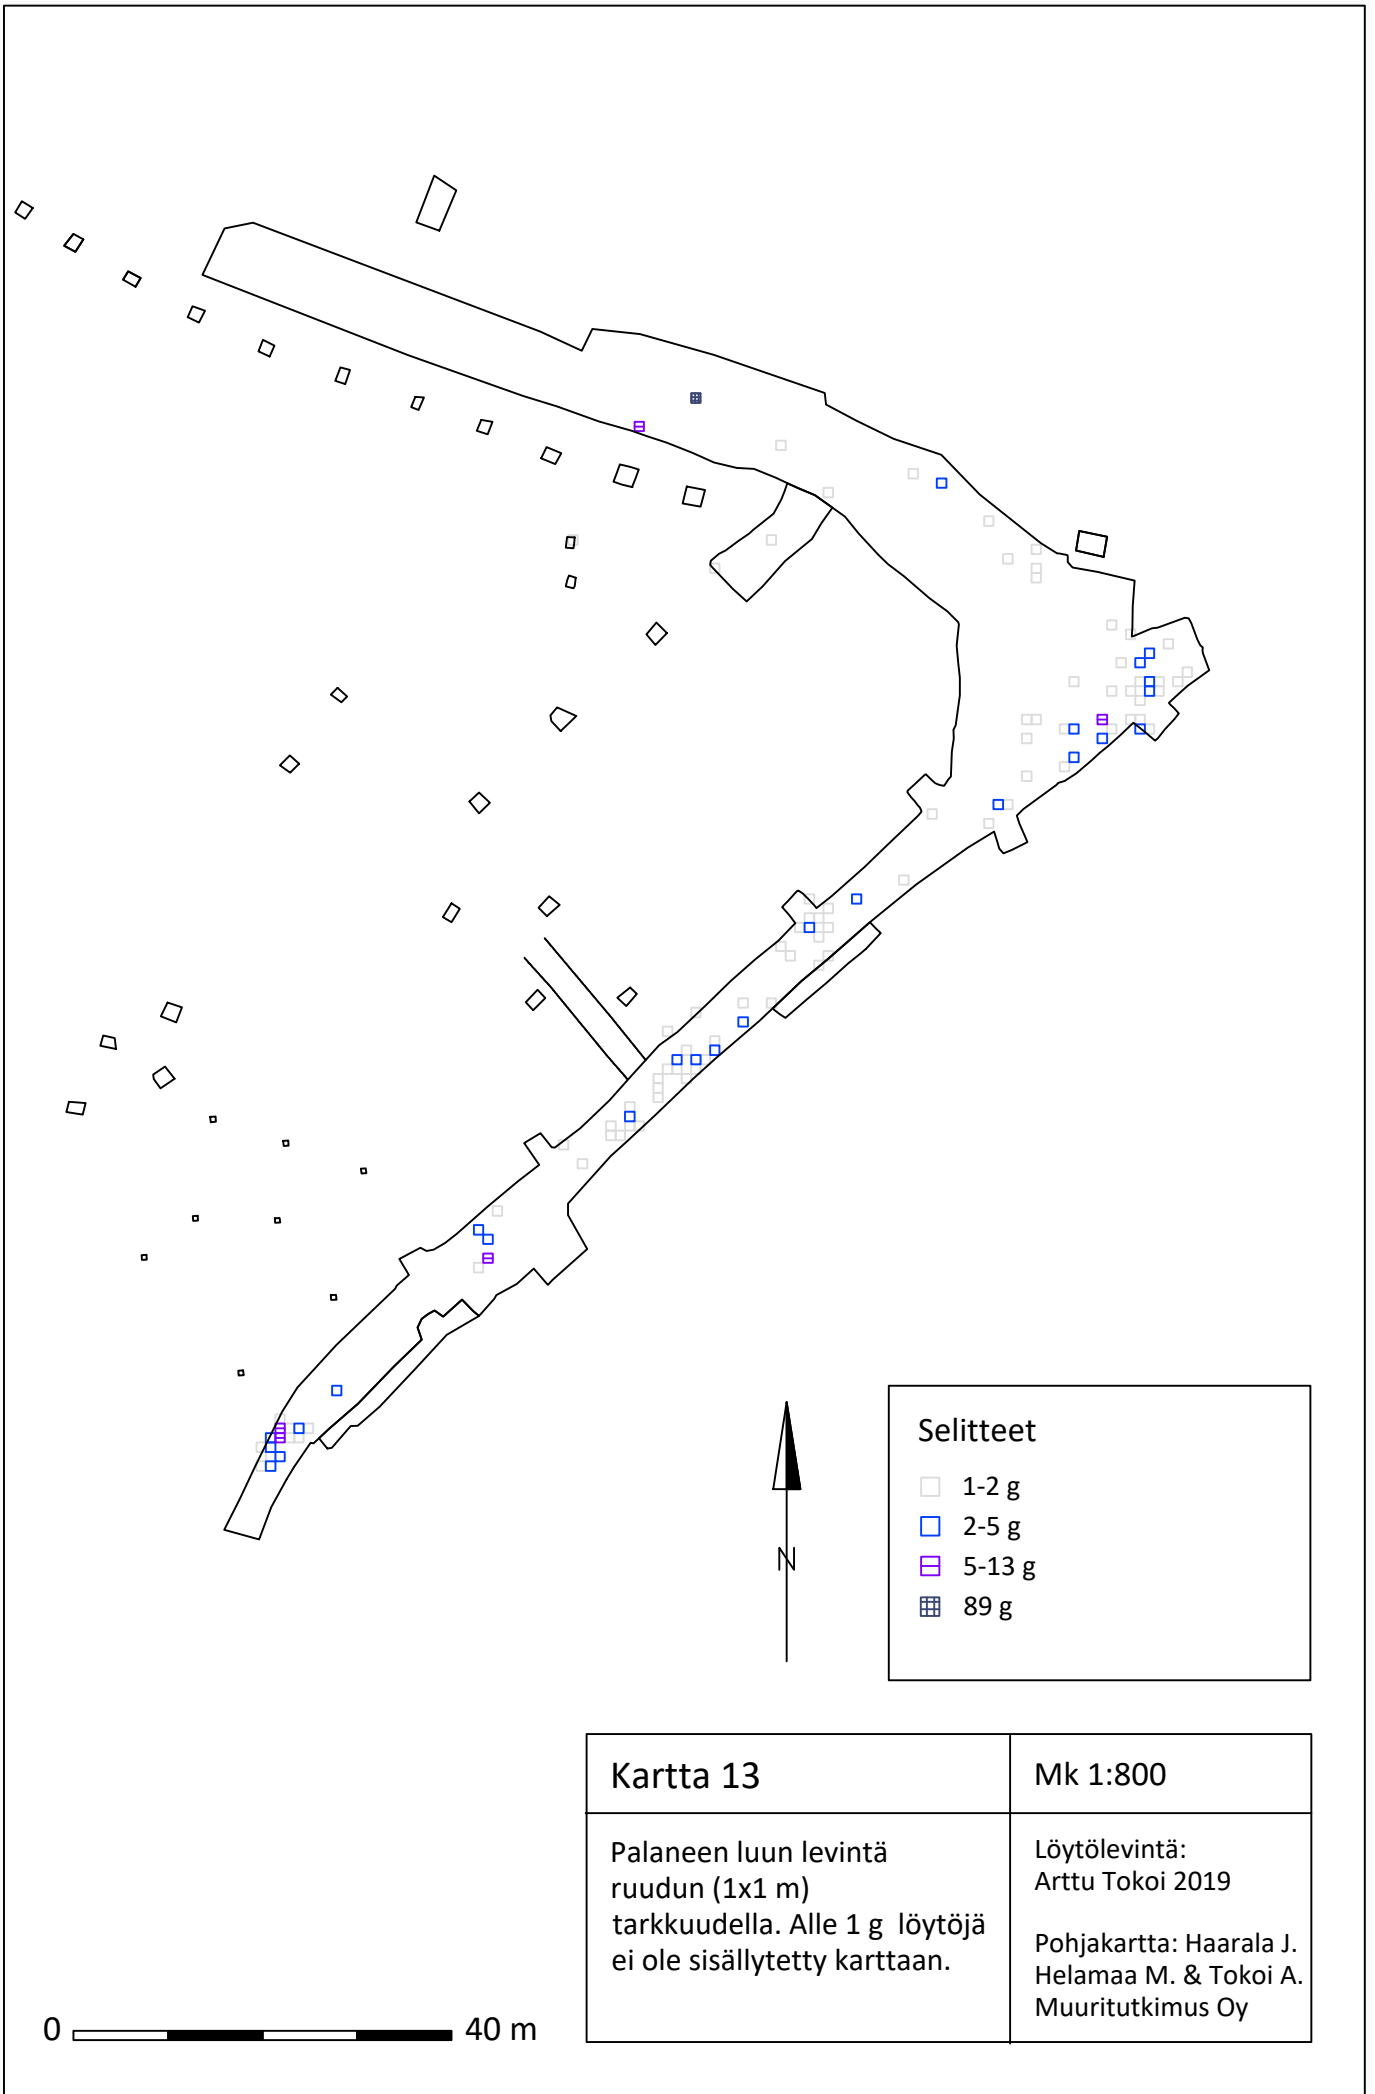 Selitteet
1-2 g
2-5 g
5-13 g
89 g
N
Kartta 13
Mk 1:800
Palaneen luun levintä
ruudun (1x1 m)
tarkkuudella. Alle 1 g löytöjä
ei ole sisällytetty karttaan.
Löytölevintä:
Arttu Tokoi 2019
Pohjakartta: Haarala J.
Helamaa M. & Tokoi A.
Muuritutkimus Oy
0 40 m